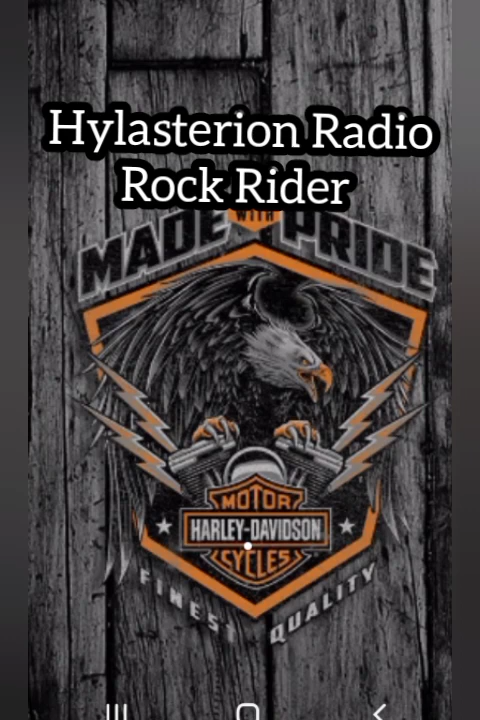 Hylasterion Radio
Rock Rider
MADE WITH PRIDE
MOTOR
HARLEY-DAVIDSON
CYCLES
FINEST QUALITY